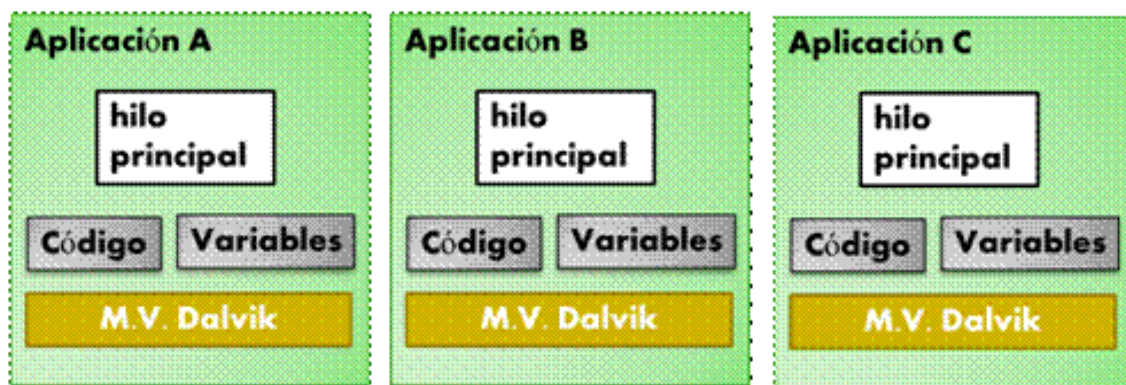 Aplicación A
hilo
principal
Código
Variables
M.V. Dalvik
Aplicación B
hilo
principal
Código
Variables
M.V. Dalvik
Aplicación C
hilo
principal
Código
Variables
M.V. Dalvik